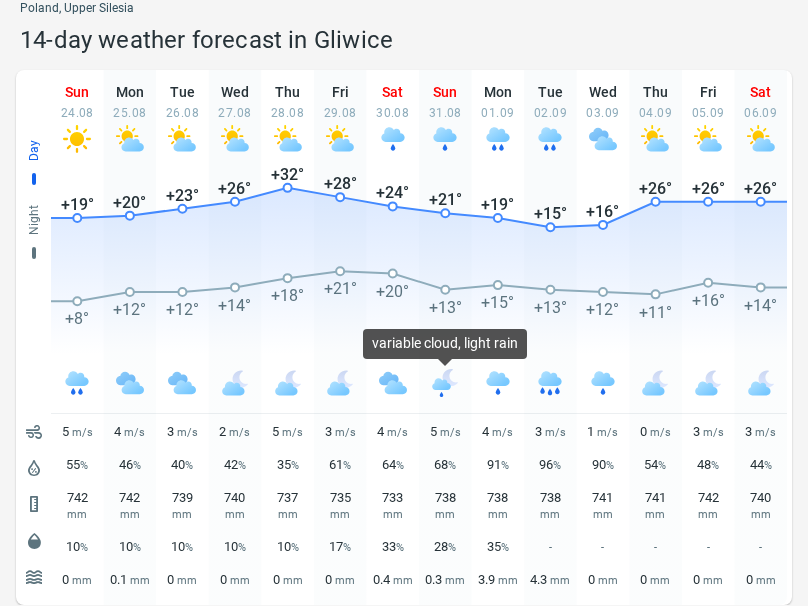 Poland, Upper Silesia
14-day weather forecast in Gliwice
Sun Mon Tue Wed Thu Fri Sat Sun Mon Tue Wed Thu Fri Sat
24.08 25.08 26.08 27.08 28.08 29.08 30.08 31.08 01.09 02.09 03.09 04.09 05.09 06.09
Day
+19° +20° +23° +26° +32° +28° +24° +21° +19° +15° +16° +26° +26° +26°
Night
+8° +12° +12° +14° +18° +21° +20° +13° +15° +13° +12° +11° +16° +14°
variable cloud, light rain
5 m/s 4 m/s 3 m/s 2 m/s 5 m/s 3 m/s 4 m/s 5 m/s 4 m/s 3 m/s 1 m/s 0 m/s 3 m/s 3 m/s
55% 46% 40% 42% 35% 61% 64% 68% 91% 96% 90% 54% 48% 44%
742 742 739 740 737 735 733 738 738 738 741 741 742 740
mm mm mm mm mm mm mm mm mm mm mm mm mm mm
10% 10% 10% 10% 10% 17% 33% 28% 35% - - - - -
0 mm 0.1 mm 0 mm 0 mm 0 mm 0 mm 0.4 mm 0.3 mm 3.9 mm 4.3 mm 0 mm 0 mm 0 mm 0 mm